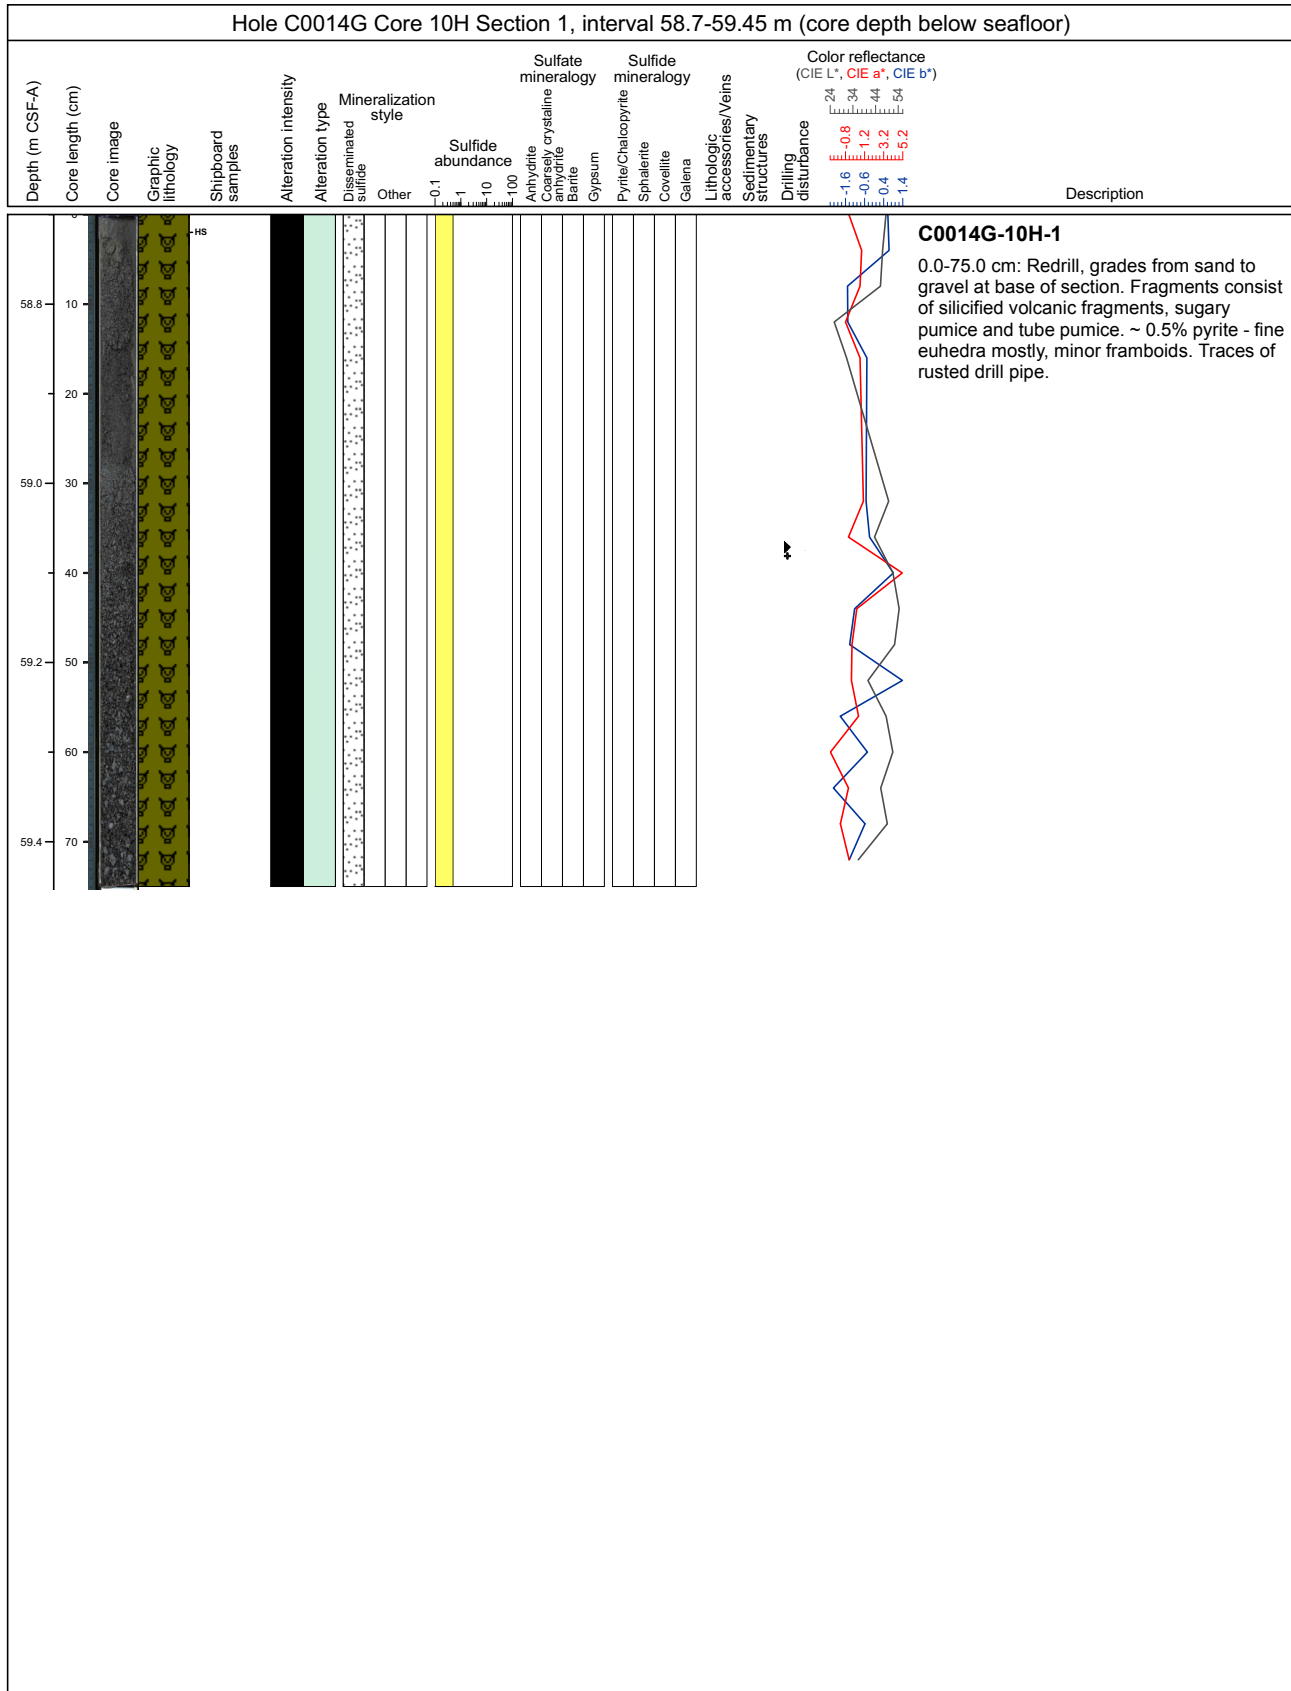 Hole C0014G Core 10H Section 1, interval 58.7-59.45 m (core depth below seafloor)
Depth (m CSF-A)
Core length (cm)
Core image
Graphic
lithology
Shipboard
samples
Alteration intensity
Alteration type
Mineralization
style
Disseminated
sulfide
Other
Sulfide
abundance
0.1
1
10
100
Sulfate
mineralogy
Anhydrite
Coarsely crystaline
anhydrite
Barite
Gypsum
Sulfide
mineralogy
Pyrite/Chalcopyrite
Sphalerite
Covellite
Galena
Lithologic
accessories/Veins
Sedimentary
structures
Drilling
disturbance
Color reflectance
(CIE L*, CIE a*, CIE b*)
24 34 44 54
-0.8 1.2 3.2 5.2
-1.6 -0.6 0.4 1.4
Description
0
HS
C0014G-10H-1
0.0-75.0 cm: Redrill, grades from sand to
gravel at base of section. Fragments consist
of silicified volcanic fragments, sugary
pumice and tube pumice. ~ 0.5% pyrite - fine
euhedra mostly, minor framboids. Traces of
rusted drill pipe.
58.8 10
20
59.0 30
40
59.2 50
60
59.4 70